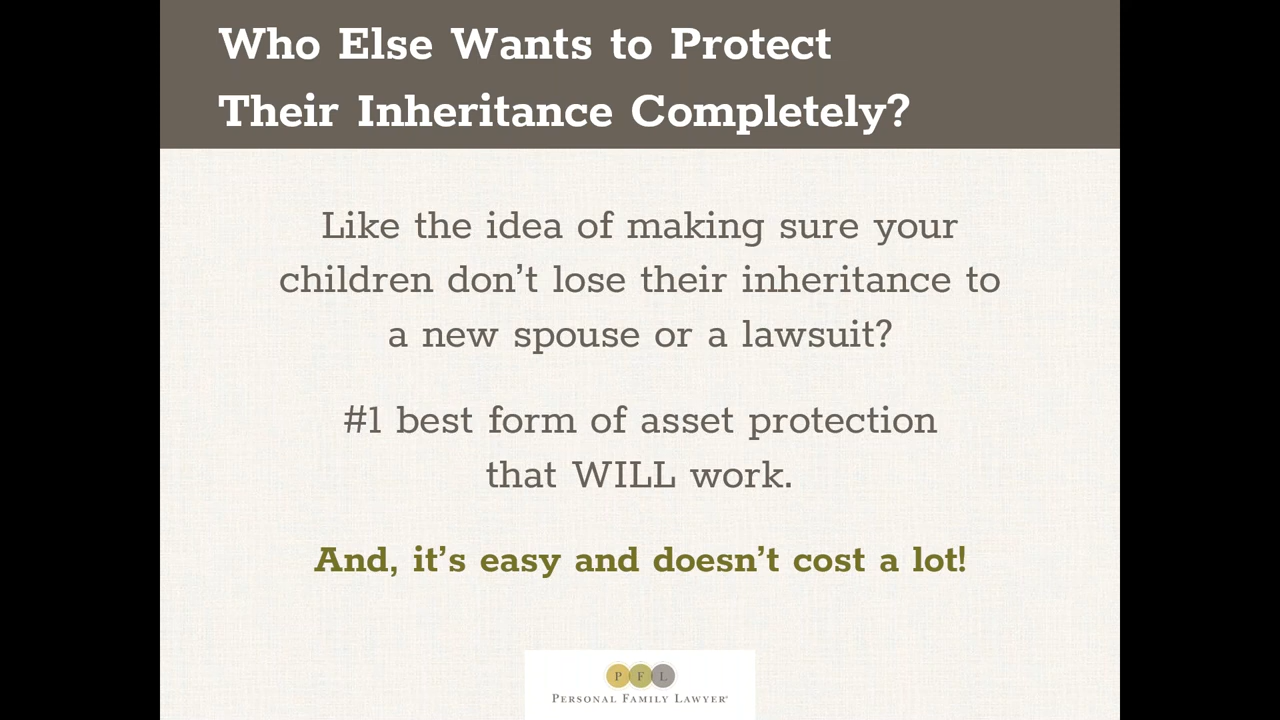 Who Else Wants to Protect
Their Inheritance Completely?
Like the idea of making sure your
children don’t lose their inheritance to
a new spouse or a lawsuit?
#1 best form of asset protection
that WILL work.
And, it’s easy and doesn’t cost a lot!
P F L
Personal Family Lawyer®